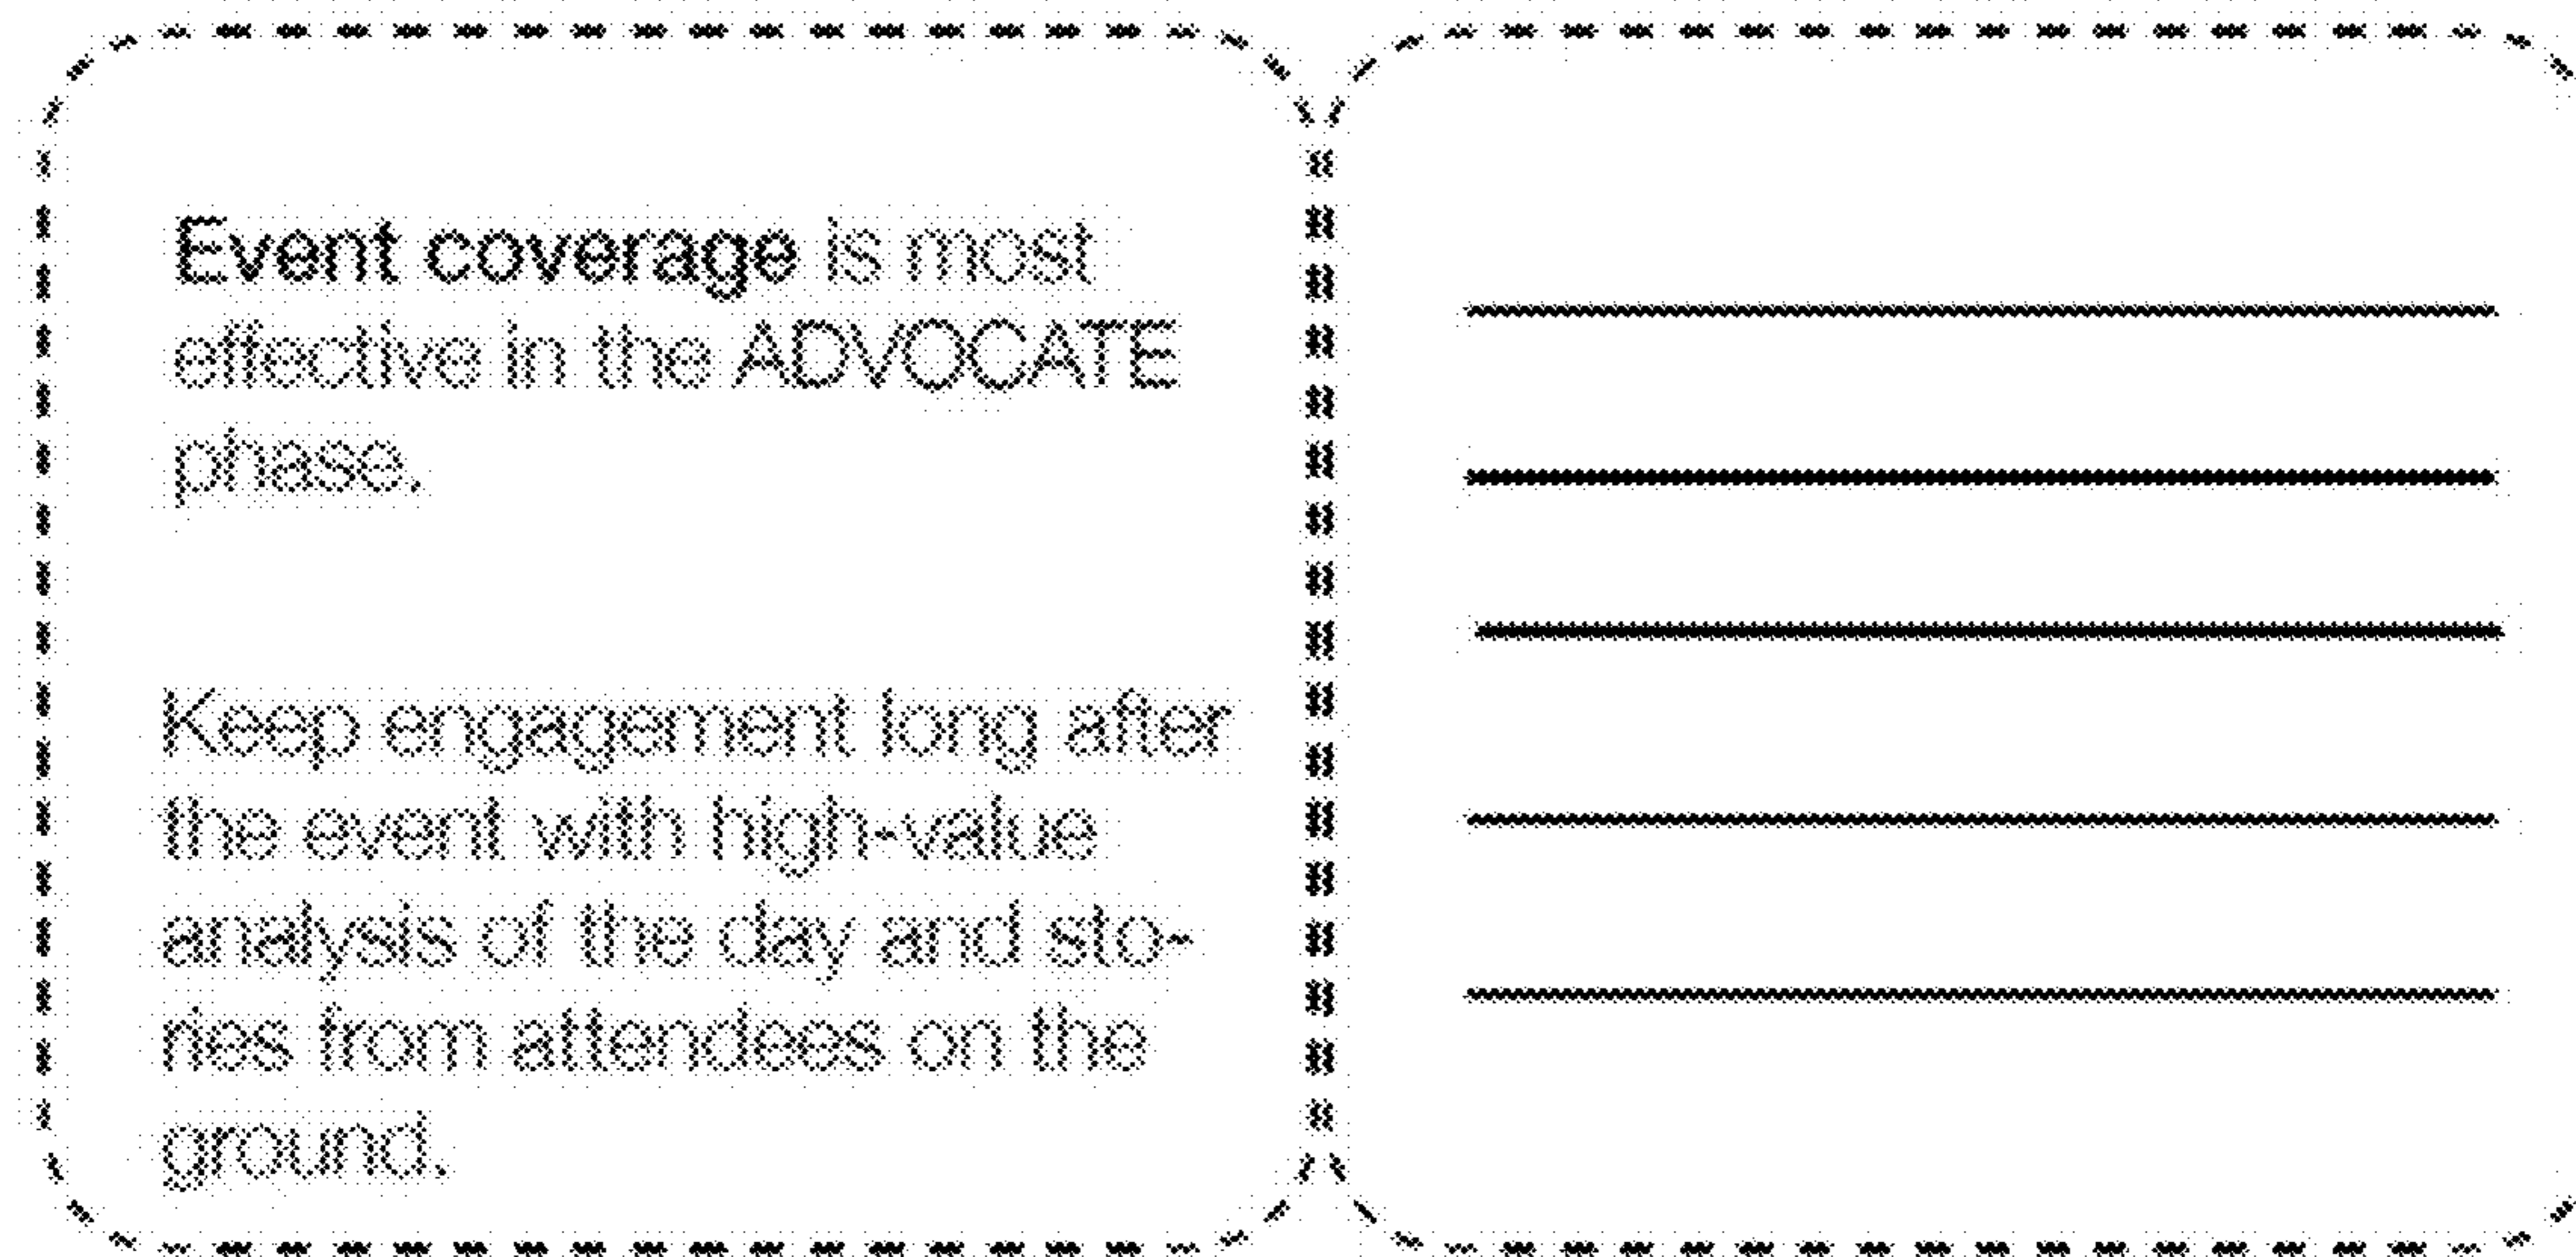 Event coverage is most
effective in the ADVOCATE
phase.
Keep engagement long after
the event with high-value
analysis of the day and sto-
ries from attendees on the
ground.